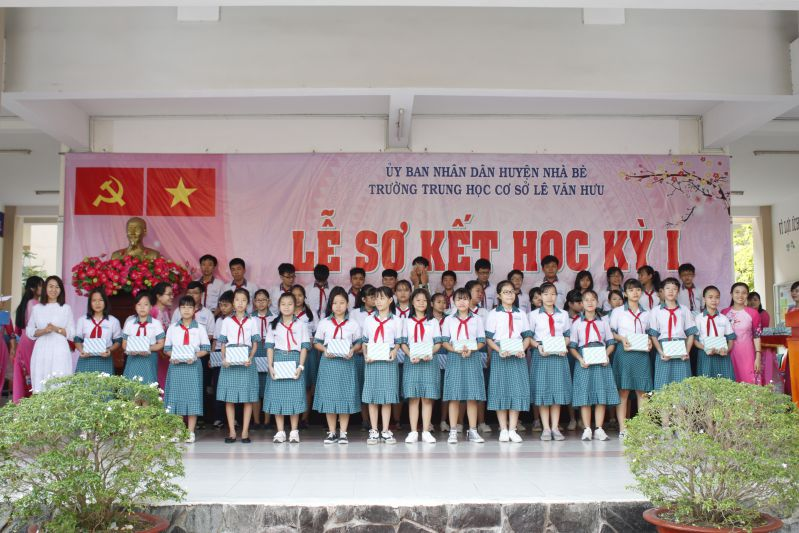 ỦY BAN NHÂN DÂN HUYỆN NHÀ BÈ
TRƯỜNG TRUNG HỌC CƠ SỞ LÊ VĂN HƯU
LỄ SƠ KẾT HỌC KỲ I